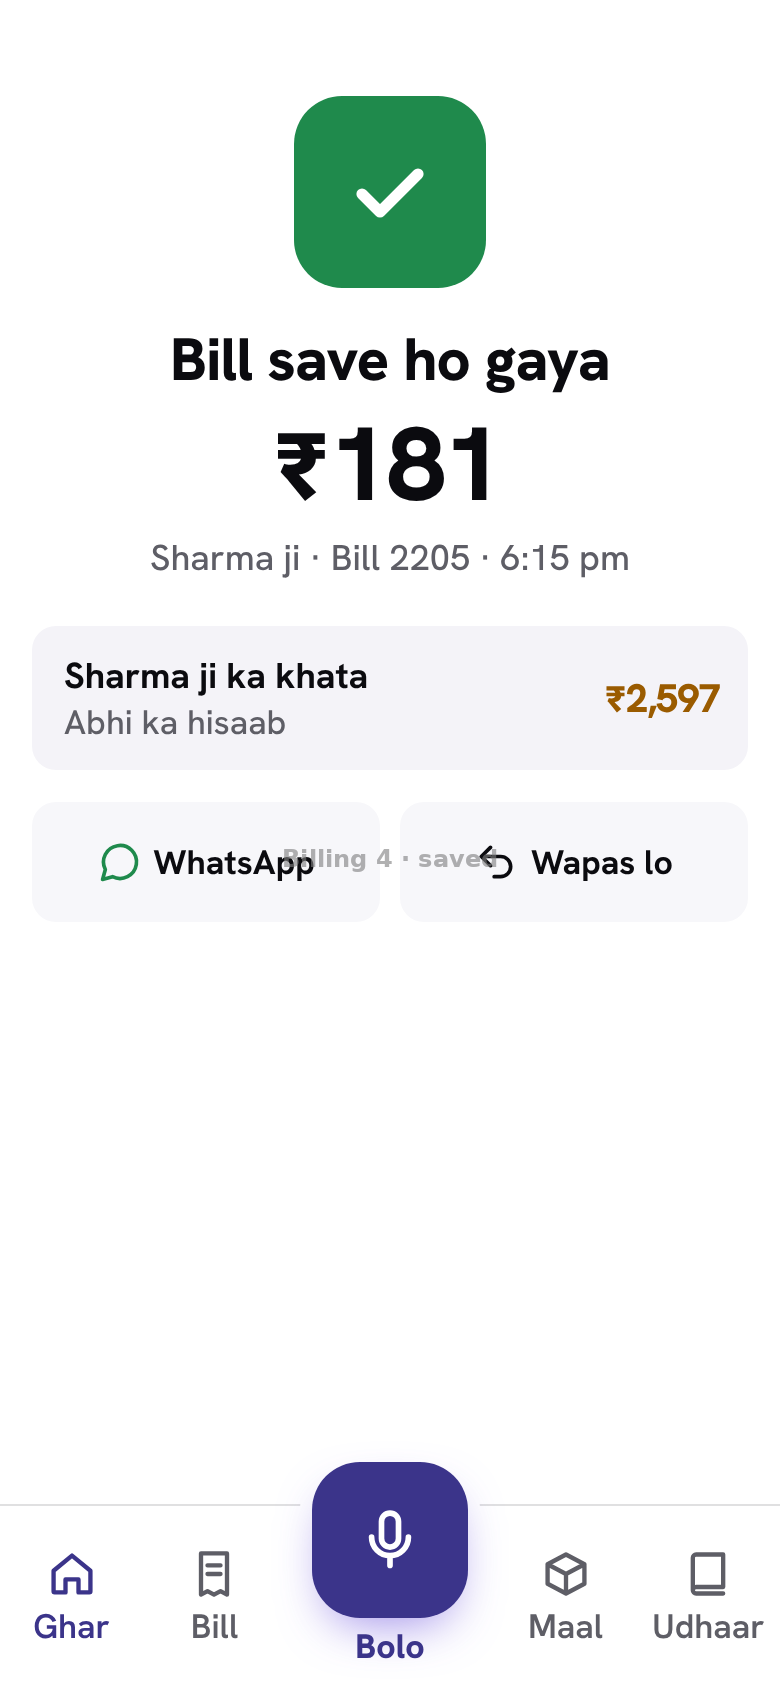 Bill save ho gaya
₹181
Sharma ji · Bill 2205 · 6:15 pm
Sharma ji ka khata
Abhi ka hisaab
₹2,597
WhatsApp
Billing 4 · saved
Wapas lo
Ghar
Bill
Bolo
Maal
Udhaar